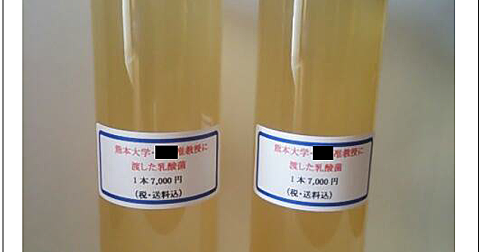 熊本大学・准教授に
渡した乳酸菌
1本7,000円
(税・送料込)
熊本大学・准教授に
渡した乳酸菌
1本7,000円
(税・送料込)